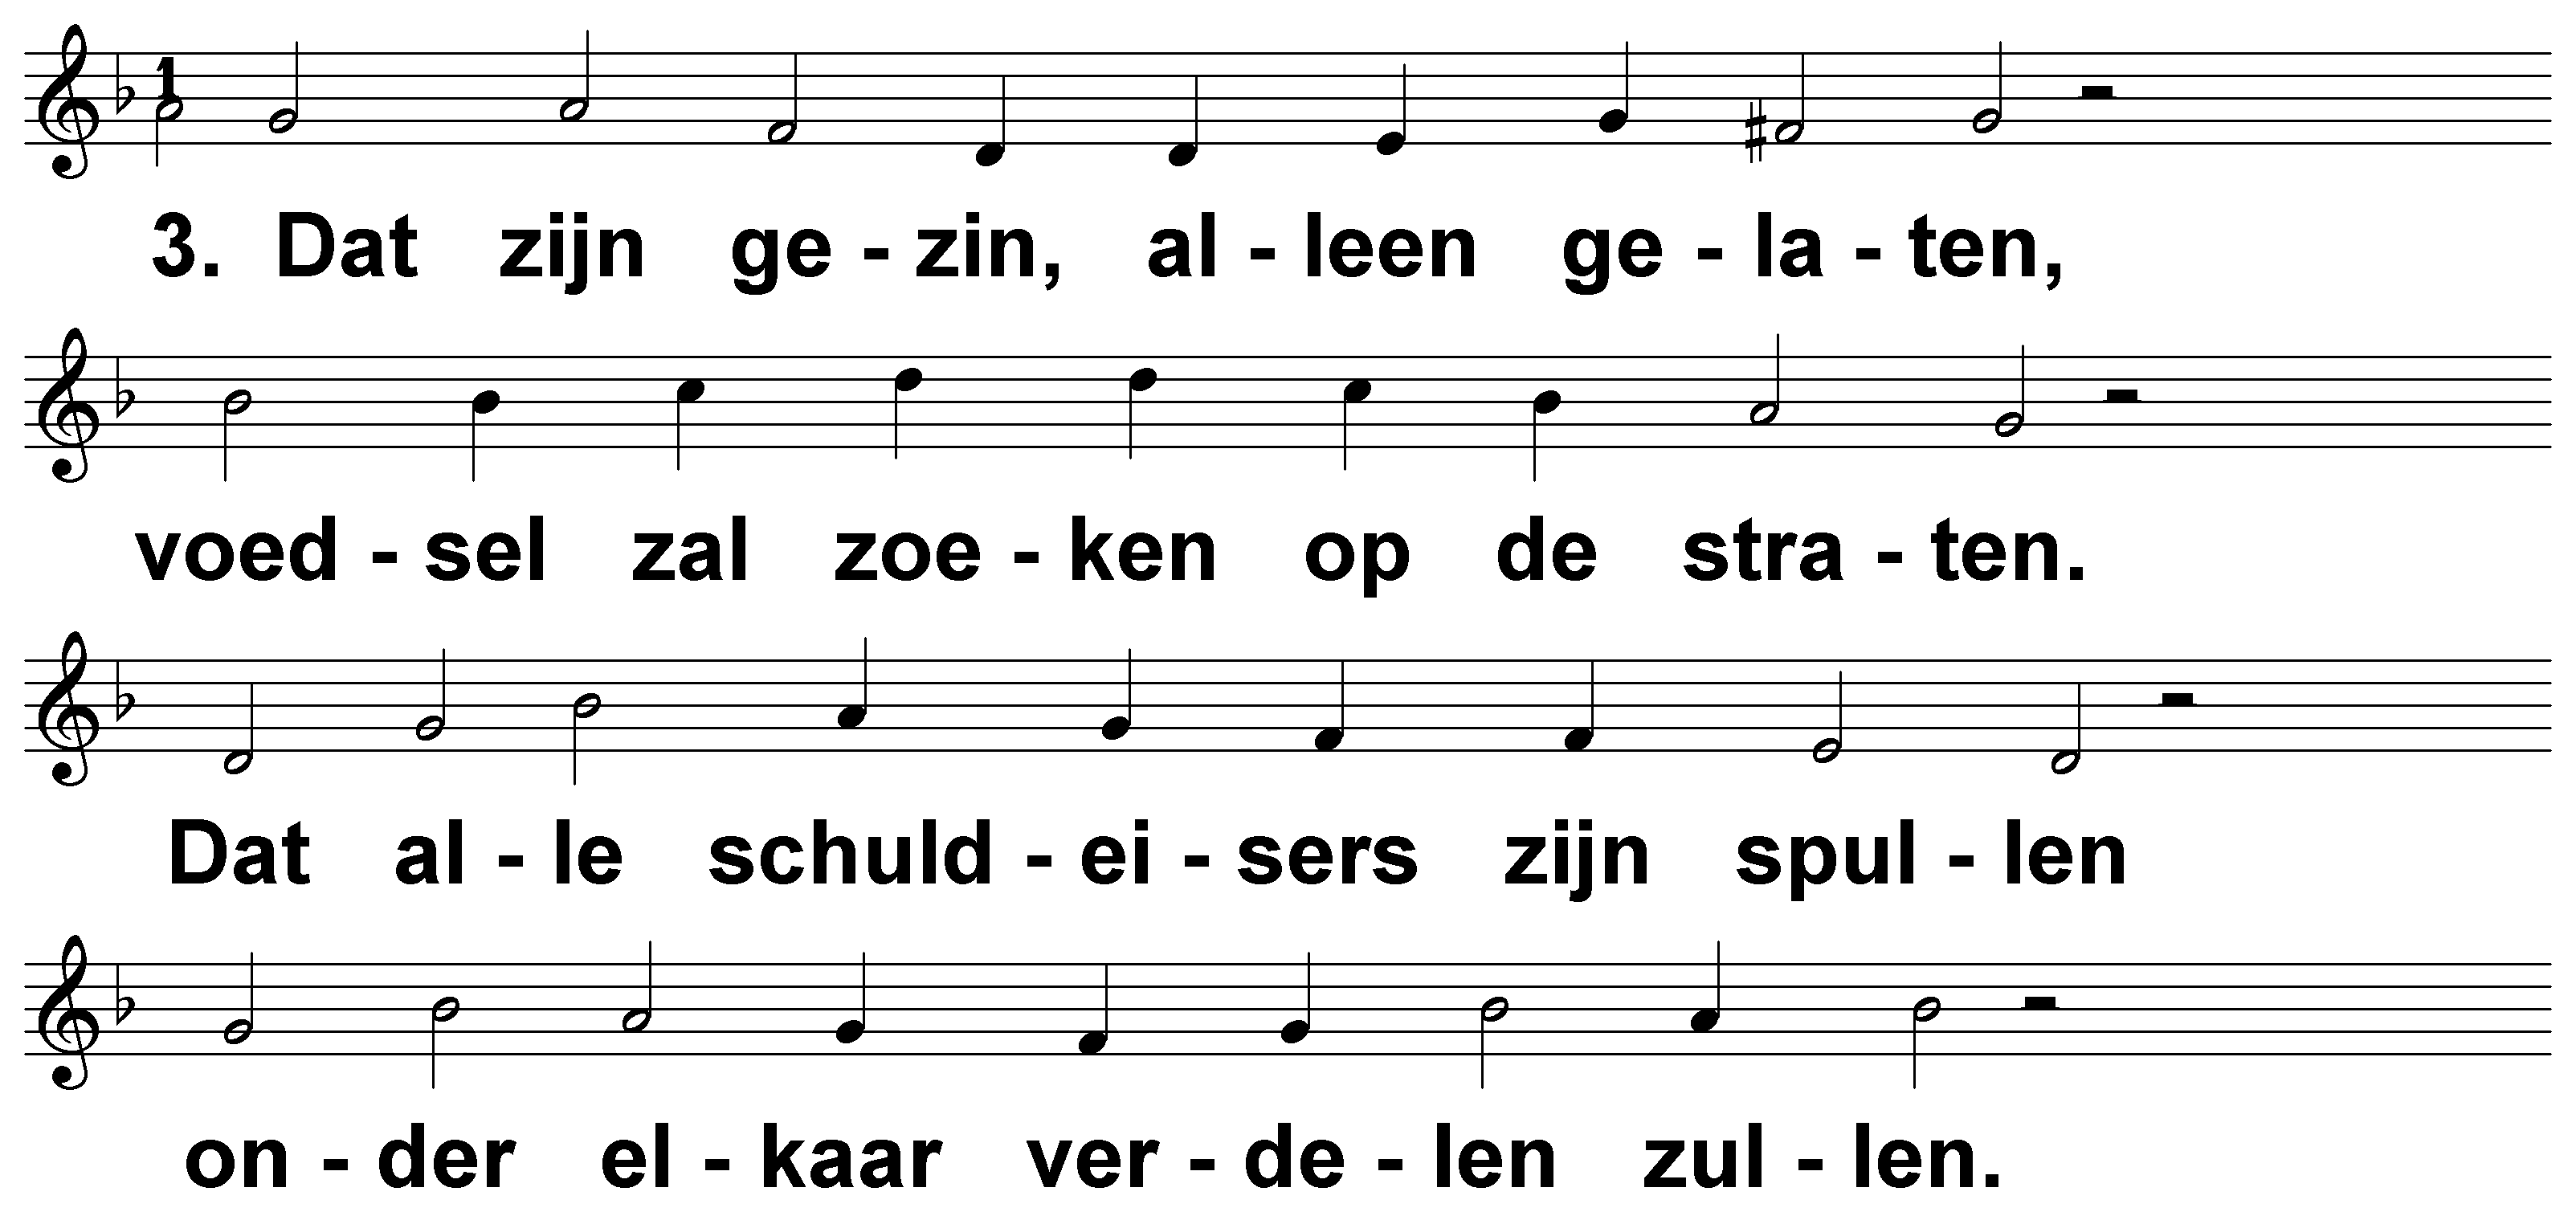 1
3. Dat zijn ge - zin, al - leen ge - la - ten,
voed - sel zal zoe - ken op de stra - ten.
Dat al - le schuld - ei - sers zijn spul - len
on - der el - kaar ver - de - len zul - len.